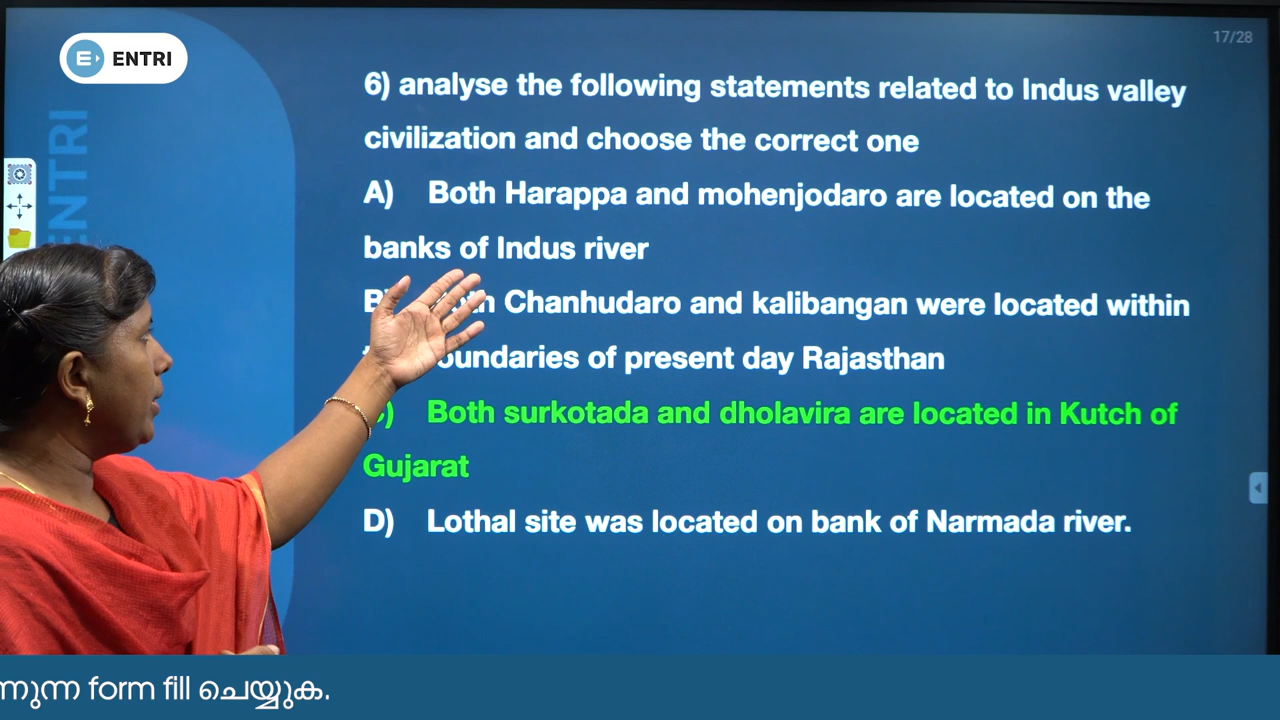 ENTRI
17/28
ENTRI
6) analyse the following statements related to Indus valley
civilization and choose the correct one
A) Both Harappa and mohenjodaro are located on the
banks of Indus river
Chanhudaro and kalibangan were located within
of present day Rajasthan
Both surkotada and dholavira are located in Kutch of
Gujarat
D) Lothal site was located on bank of Narmada river.
form fill ചെയ്യുക.